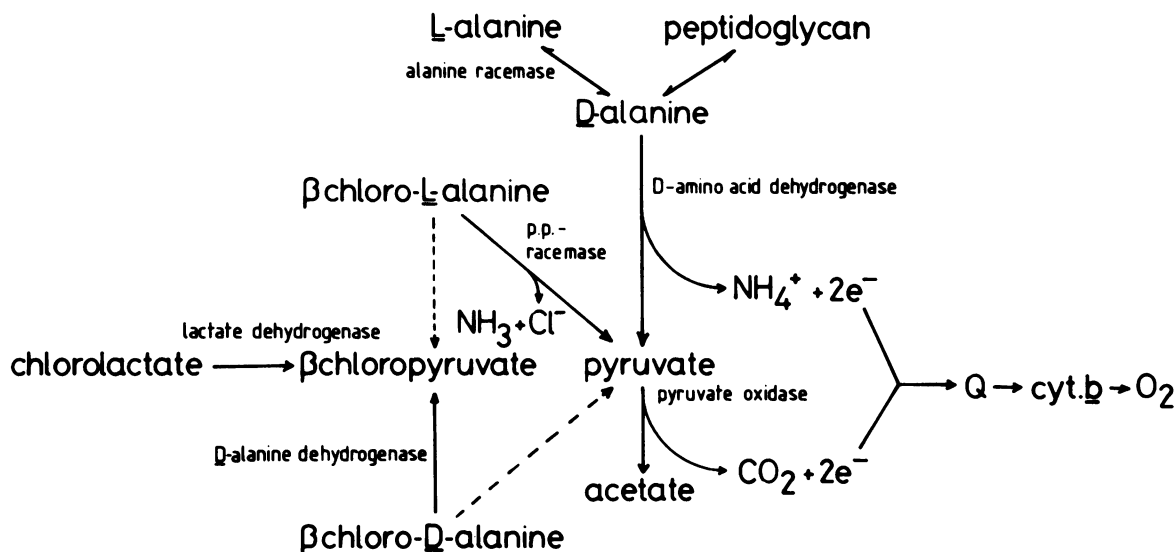 L-alanine
peptidoglycan
alanine racemase
D-alanine
βchloro-L-alanine
D-amino acid dehydrogenase
p.p.-
racemase
NH₄⁺ + 2e⁻
NH₃+Cl⁻
lactate dehydrogenase
chlorolactate
βchloropyruvate
pyruvate
Q
cyt.b
O₂
pyruvate oxidase
D-alanine dehydrogenase
CO₂ + 2e⁻
acetate
βchloro-D-alanine